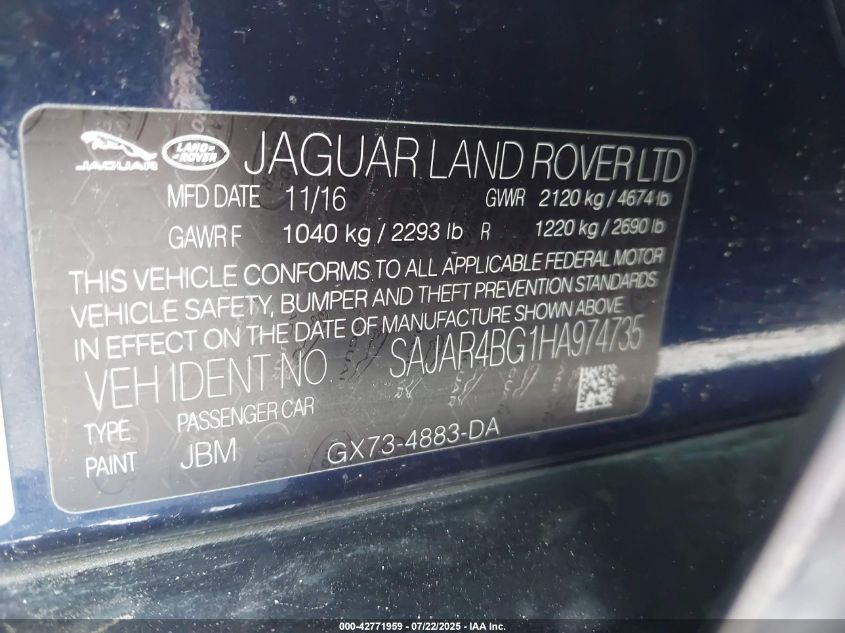 JAGUAR LAND ROVER JAGUAR LAND ROVER LTD
MFD DATE 11/16 GVWR 2120 kg / 4674 lb
GAWR F 1040 kg / 2293 lb R 1220 kg / 2690 lb
THIS VEHICLE CONFORMS TO ALL APPLICABLE FEDERAL MOTOR
VEHICLE SAFETY, BUMPER AND THEFT PREVENTION STANDARDS
IN EFFECT ON THE DATE OF MANUFACTURE SHOWN ABOVE
VEH IDENT NO SAJAR4BG1HA974735
TYPE PASSENGER CAR
PAINT JBM GX73-4883-DA
000-42771959 - 07/22/2025 - IAA Inc.